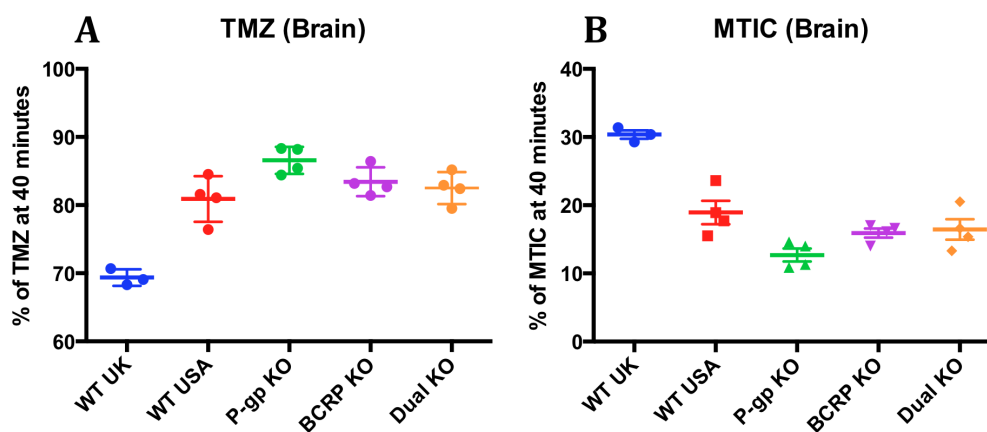 A
TMZ (Brain)
% of TMZ at 40 minutes
100
90
80
70
60
WT UK
WT USA
P-gp KO
BCRP KO
Dual KO
B
MTIC (Brain)
% of MTIC at 40 minutes
40
30
20
10
0
WT UK
WT USA
P-gp KO
BCRP KO
Dual KO